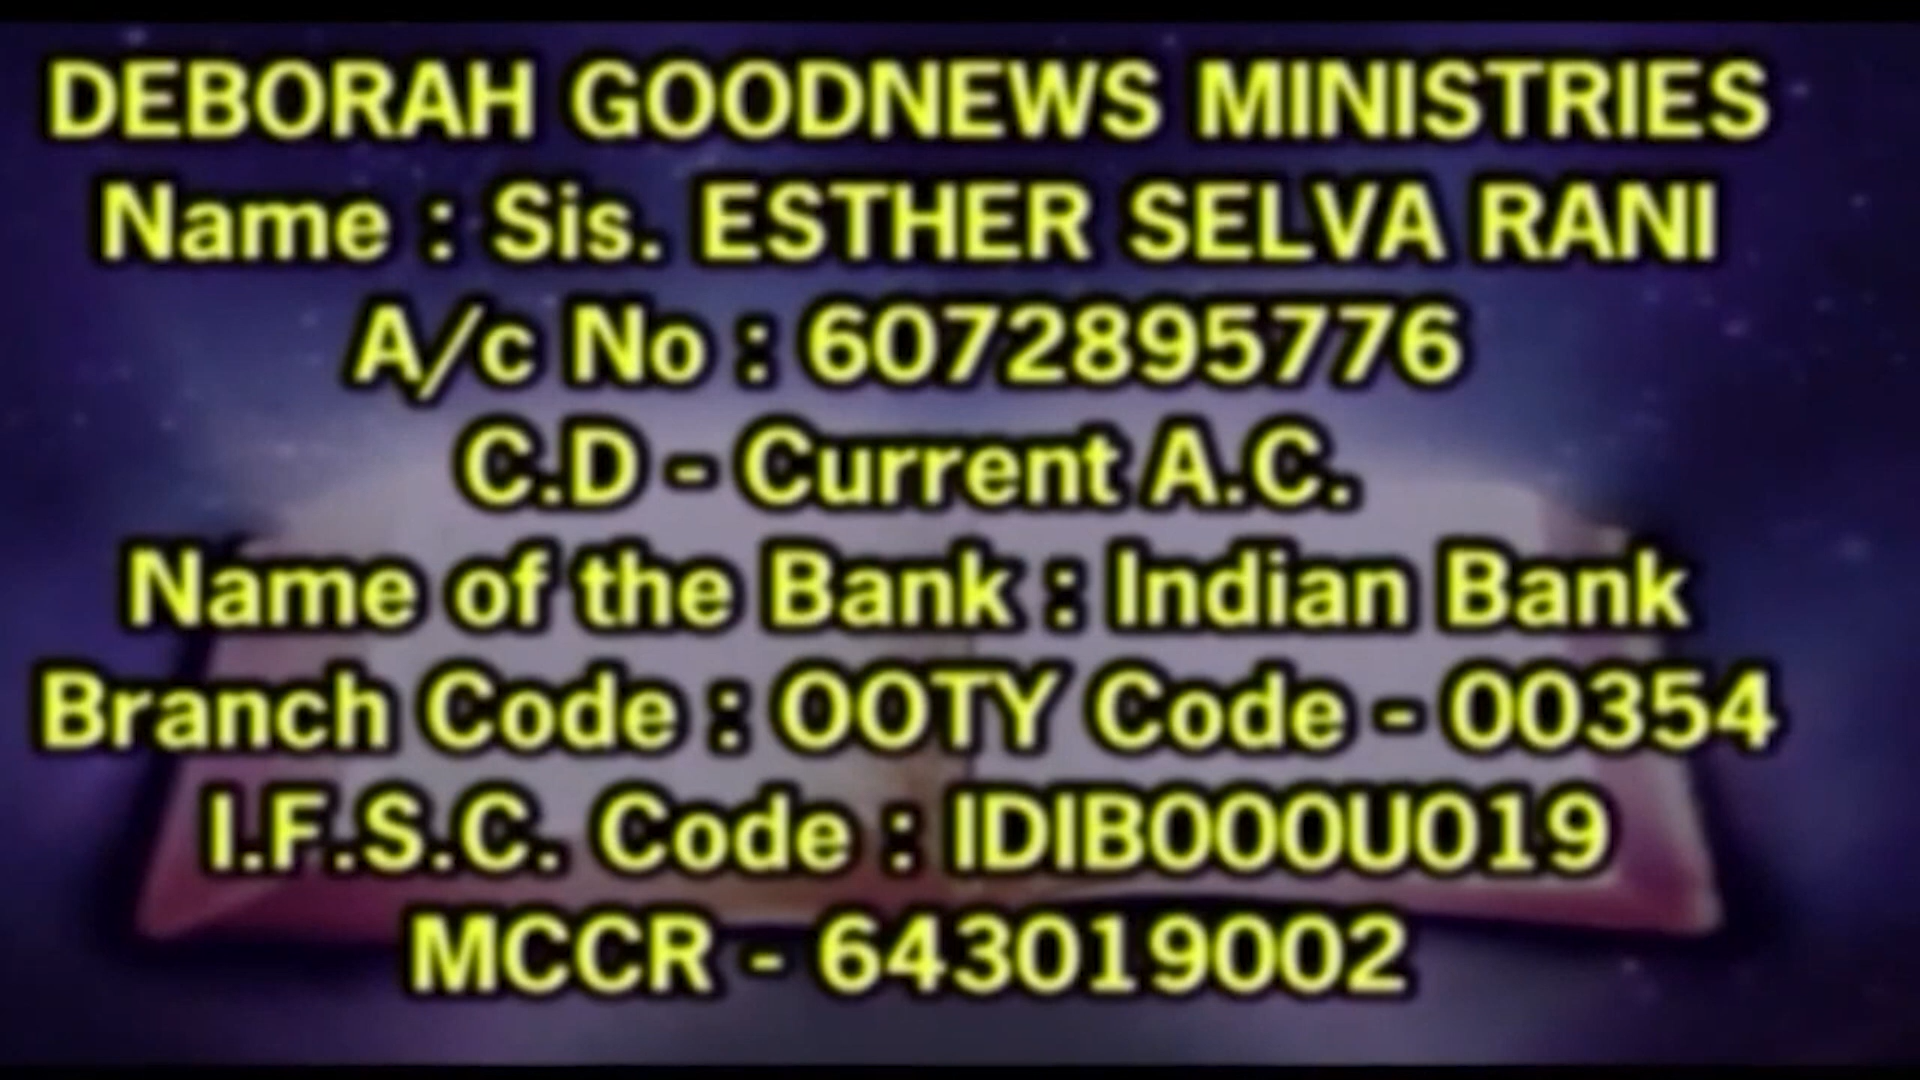 DEBORAH GOODNEWS MINISTRIES
Name : Sis. ESTHER SELVA RANI
A/c No : 6072895776
C.D - Current A.C.
Name of the Bank : Indian Bank
Branch Code : OOTY Code - 00354
I.F.S.C. Code : IDIB000U019
MCCR - 643019002